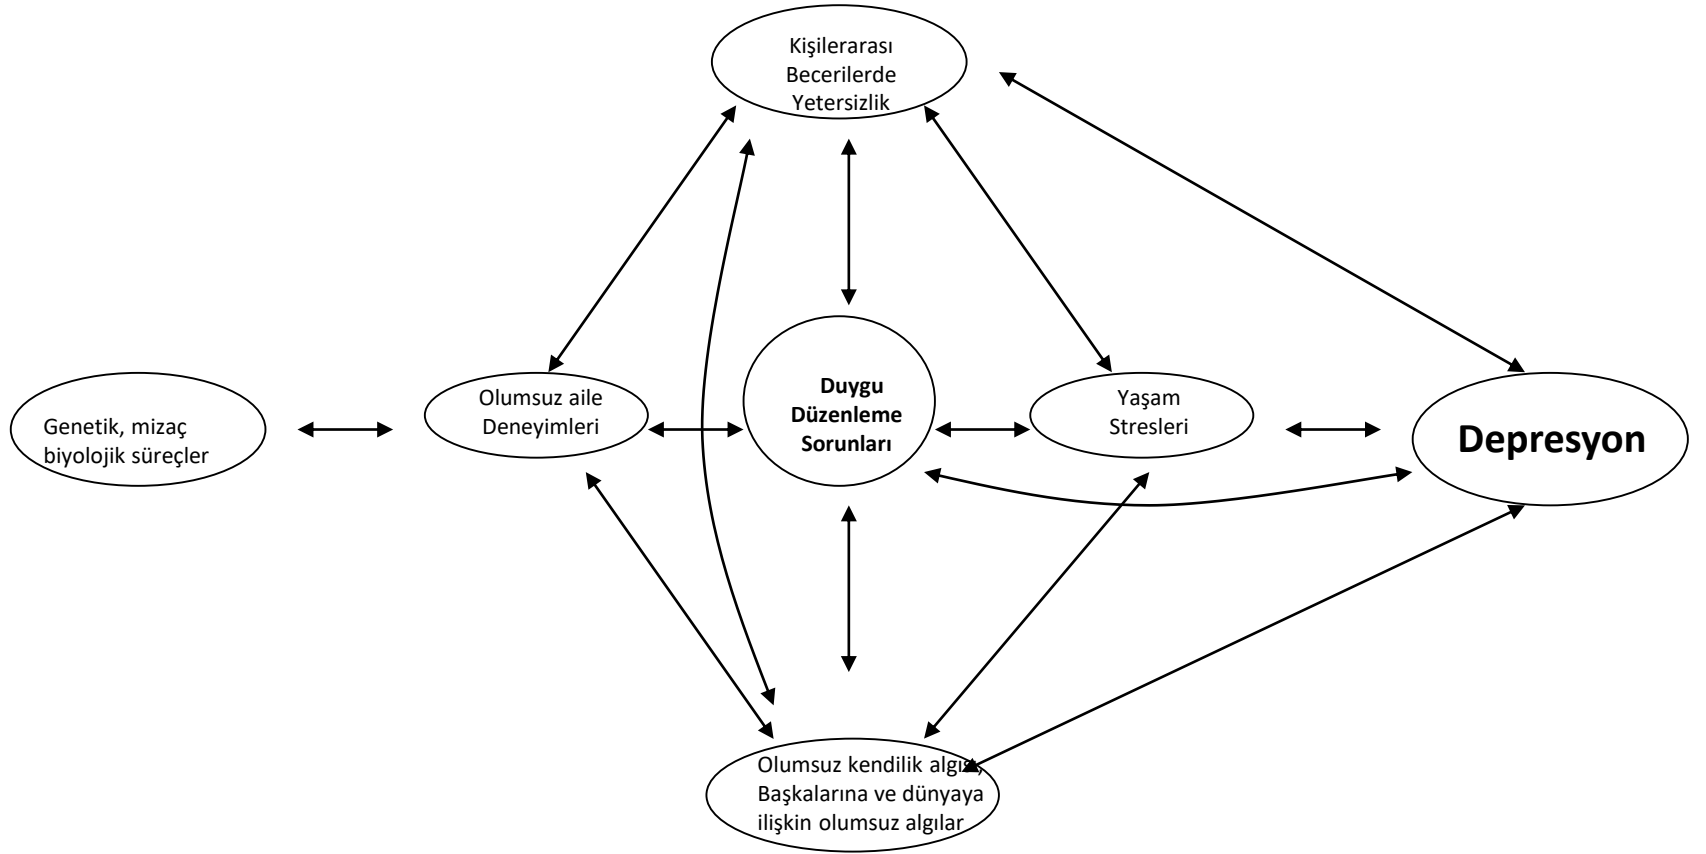 Kişilerarası
Becerilerde
Yetersizlik
Genetik, mizaç
biyolojik süreçler
Olumsuz aile
Deneyimleri
Duygu
Düzenleme
Sorunları
Yaşam
Stresleri
Depresyon
Olumsuz kendilik algısı,
Başkalarına ve dünyaya
ilişkin olumsuz algılar